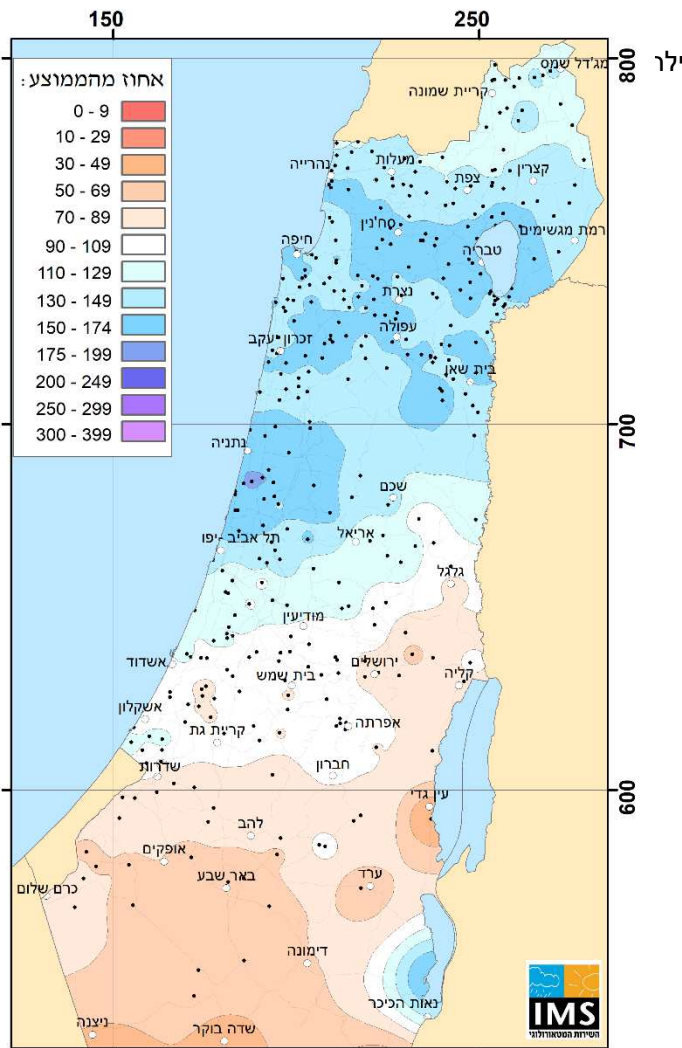 150 250
800
ילו
אחוז מהממוצע:
0 - 9
10 - 29
30 - 49
50 - 69
70 - 89
90 - 109
110 - 129
130 - 149
150 - 174
175 - 199
200 - 249
250 - 299
300 - 399
מג'דל שמס
קריית שמונה
מעלות
נהרייה
צפת
קצרין
סח'נין
רמת מגשימים
חיפה
טבריה
נצרת
עפולה
זכרון יעקב
בית שאן
700
נתניה
שכם
תל אביב -יפו
אריאל
גלגל
מודיעין
אשדוד
ירושלים
בית שמש
קליה
אשקלון
אפרתה
קריית גת
שדרות
חברון
600
עין גדי
להב
אופקים
ערד
באר שבע
כרם שלום
דימונה
נאות הכיכר
ניצנה
שדה בוקר
IMS
השירות המטאורולוגי